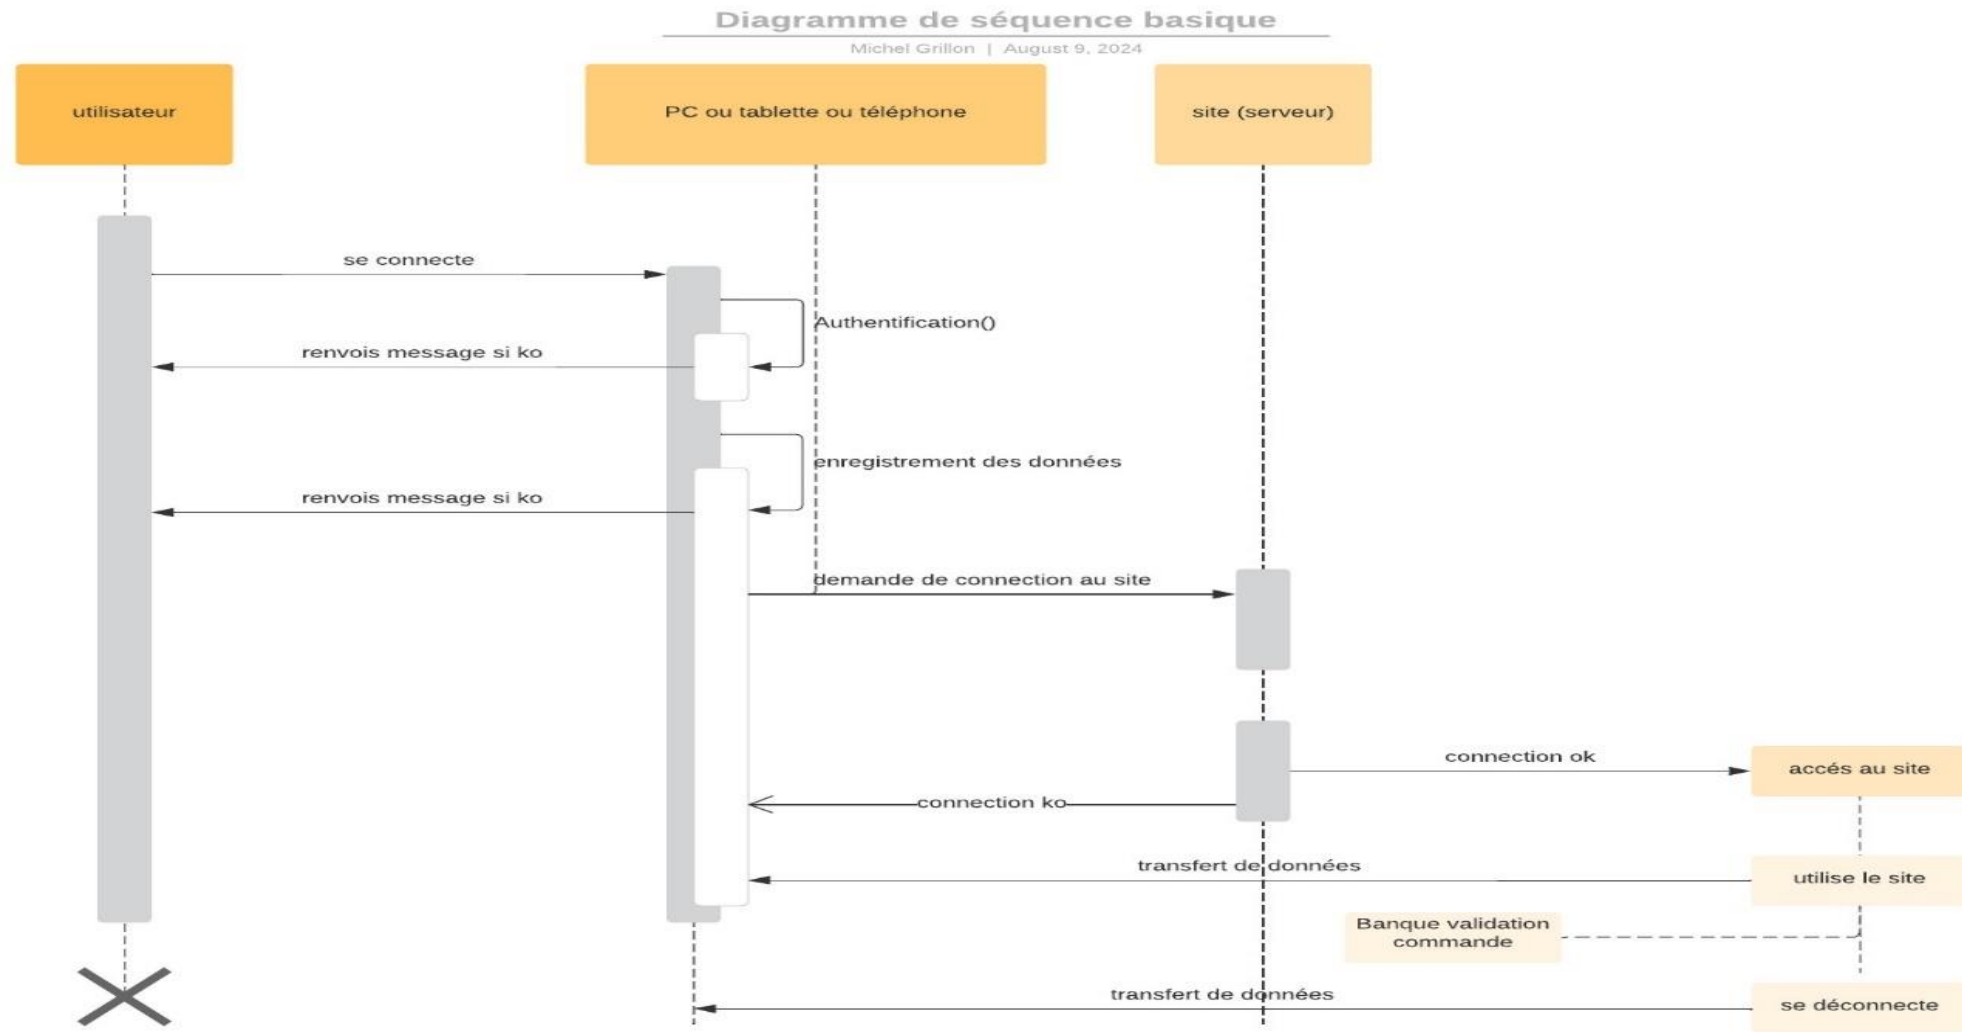 Diagramme de séquence basique
Michel Grillon | August 9, 2024
utilisateur
PC ou tablette ou téléphone
site (serveur)
se connecte
Authentification()
renvois message si ko
enregistrement des données
renvois message si ko
demande de connection au site
connection ok
accés au site
connection ko
transfert de données
utilise le site
Banque validation
commande
transfert de données
se déconnecte